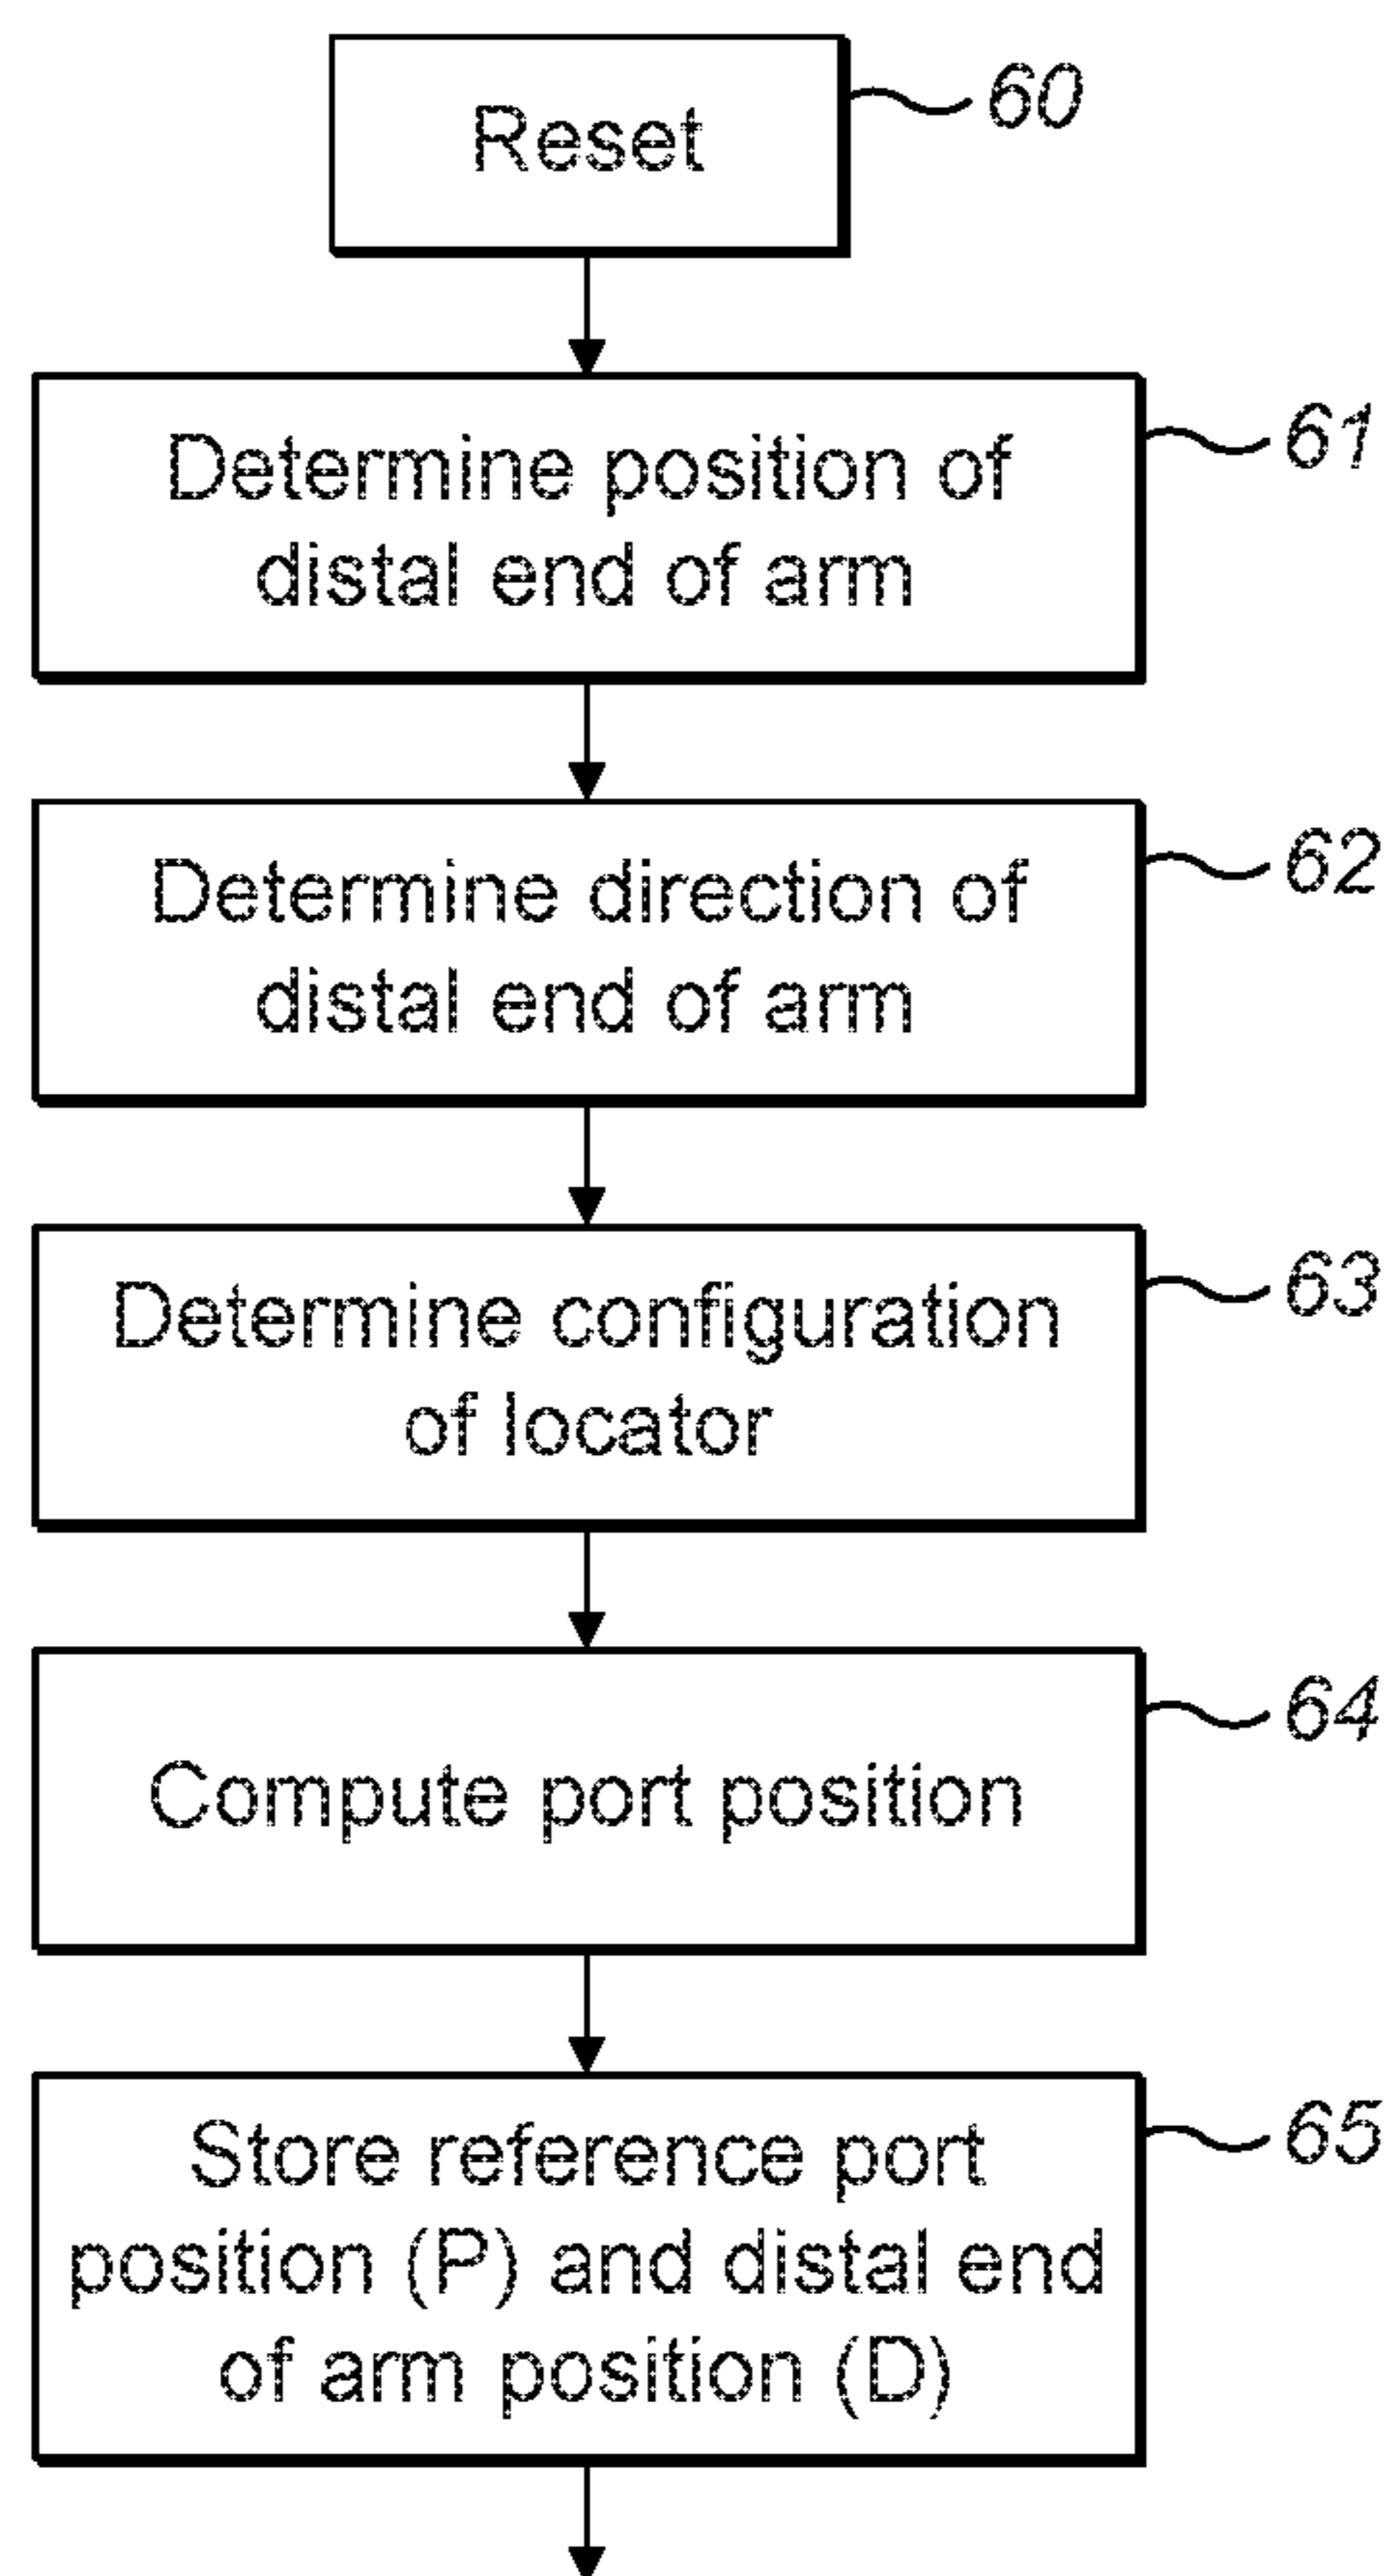 Reset
60
Determine position of
distal end of arm
61
Determine direction of
distal end of arm
62
Determine configuration
of locator
63
Compute port position
64
Store reference port
position (P) and distal end
of arm position (D)
65